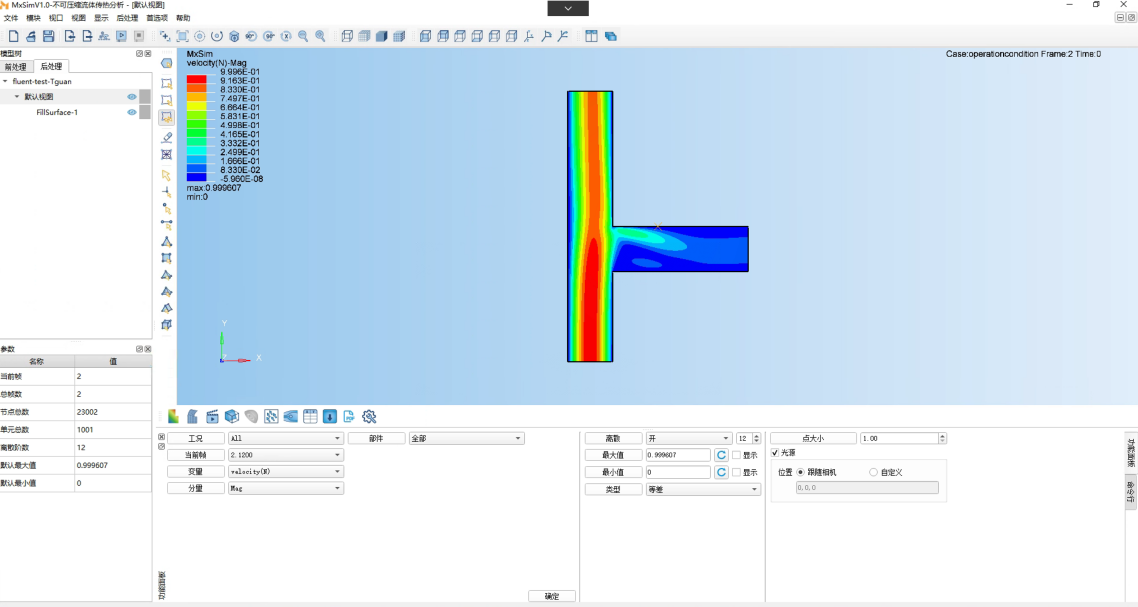 MxSimV1.0-不可压缩流体传热分析 - [默认视图]
文件 模块 视口 视图 显示 后处理 首选项 帮助
模型树
前处理 后处理
fluent-test-Tguan
默认视图
FillSurface-1
MxSim
velocity(N)-Mag
9.996E-01
9.163E-01
8.330E-01
7.497E-01
6.664E-01
5.831E-01
4.998E-01
4.165E-01
3.332E-01
2.499E-01
1.666E-01
8.330E-02
-5.960E-08
max:0.999607
min:0
Case:operationcondition Frame:2 Time:0
Y
Z X
参数
名称 值
当前帧 2
总帧数 2
节点总数 23002
单元总数 1001
离散阶数 12
默认最大值 0.999607
默认最小值 0
工况 All 部件 全部
当前帧 2.1200
变量 velocity(N)
分量 Mag
确定
离散 开 12
最大值 0.999607 显示
最小值 0 显示
类型 等差
点大小 1.00
光源
位置 跟随相机 自定义
0,0,0
命令行